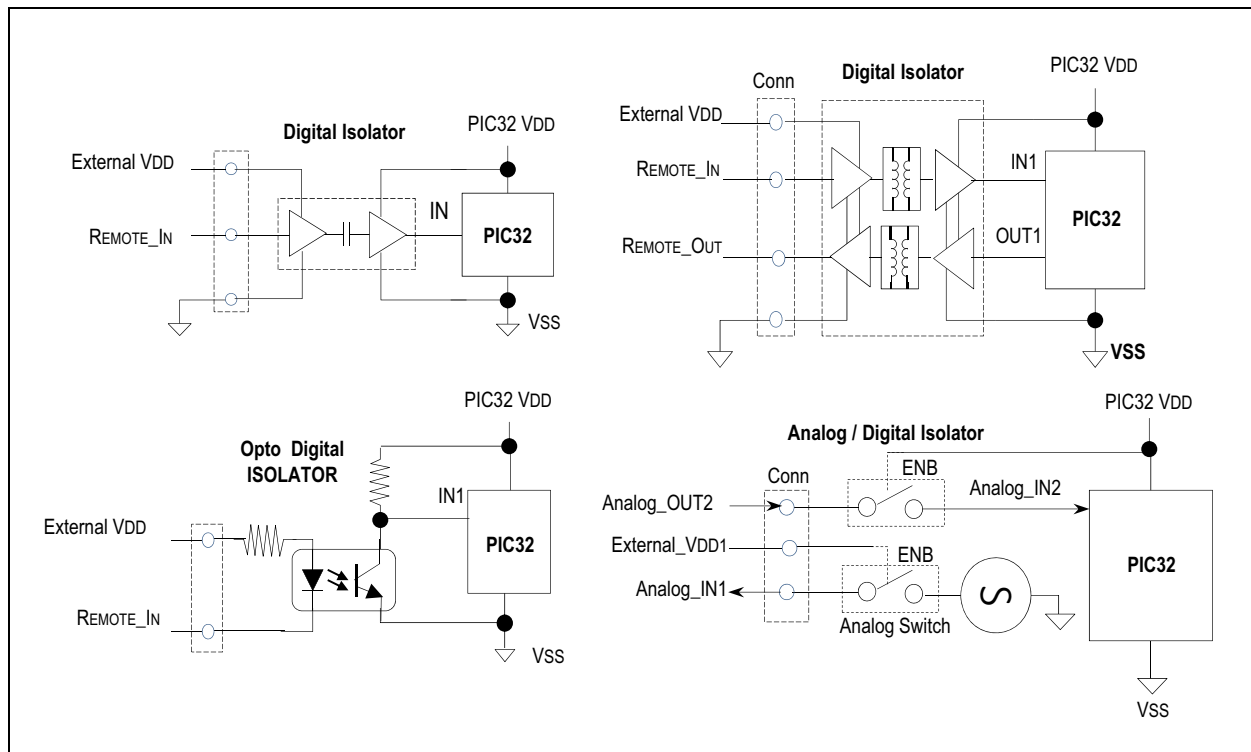 Digital Isolator
PIC32 VDD
External VDD
REMOTE_IN
IN
PIC32
VSS
Conn
Digital Isolator
PIC32 VDD
External VDD
REMOTE_IN
IN1
PIC32
REMOTE_OUT
OUT1
VSS
PIC32 VDD
Opto Digital
ISOLATOR
IN1
External VDD
PIC32
REMOTE_IN
VSS
PIC32 VDD
Analog / Digital Isolator
Conn
ENB
Analog_OUT2
Analog_IN2
External_VDD1
ENB
PIC32
Analog_IN1
S
Analog Switch
VSS